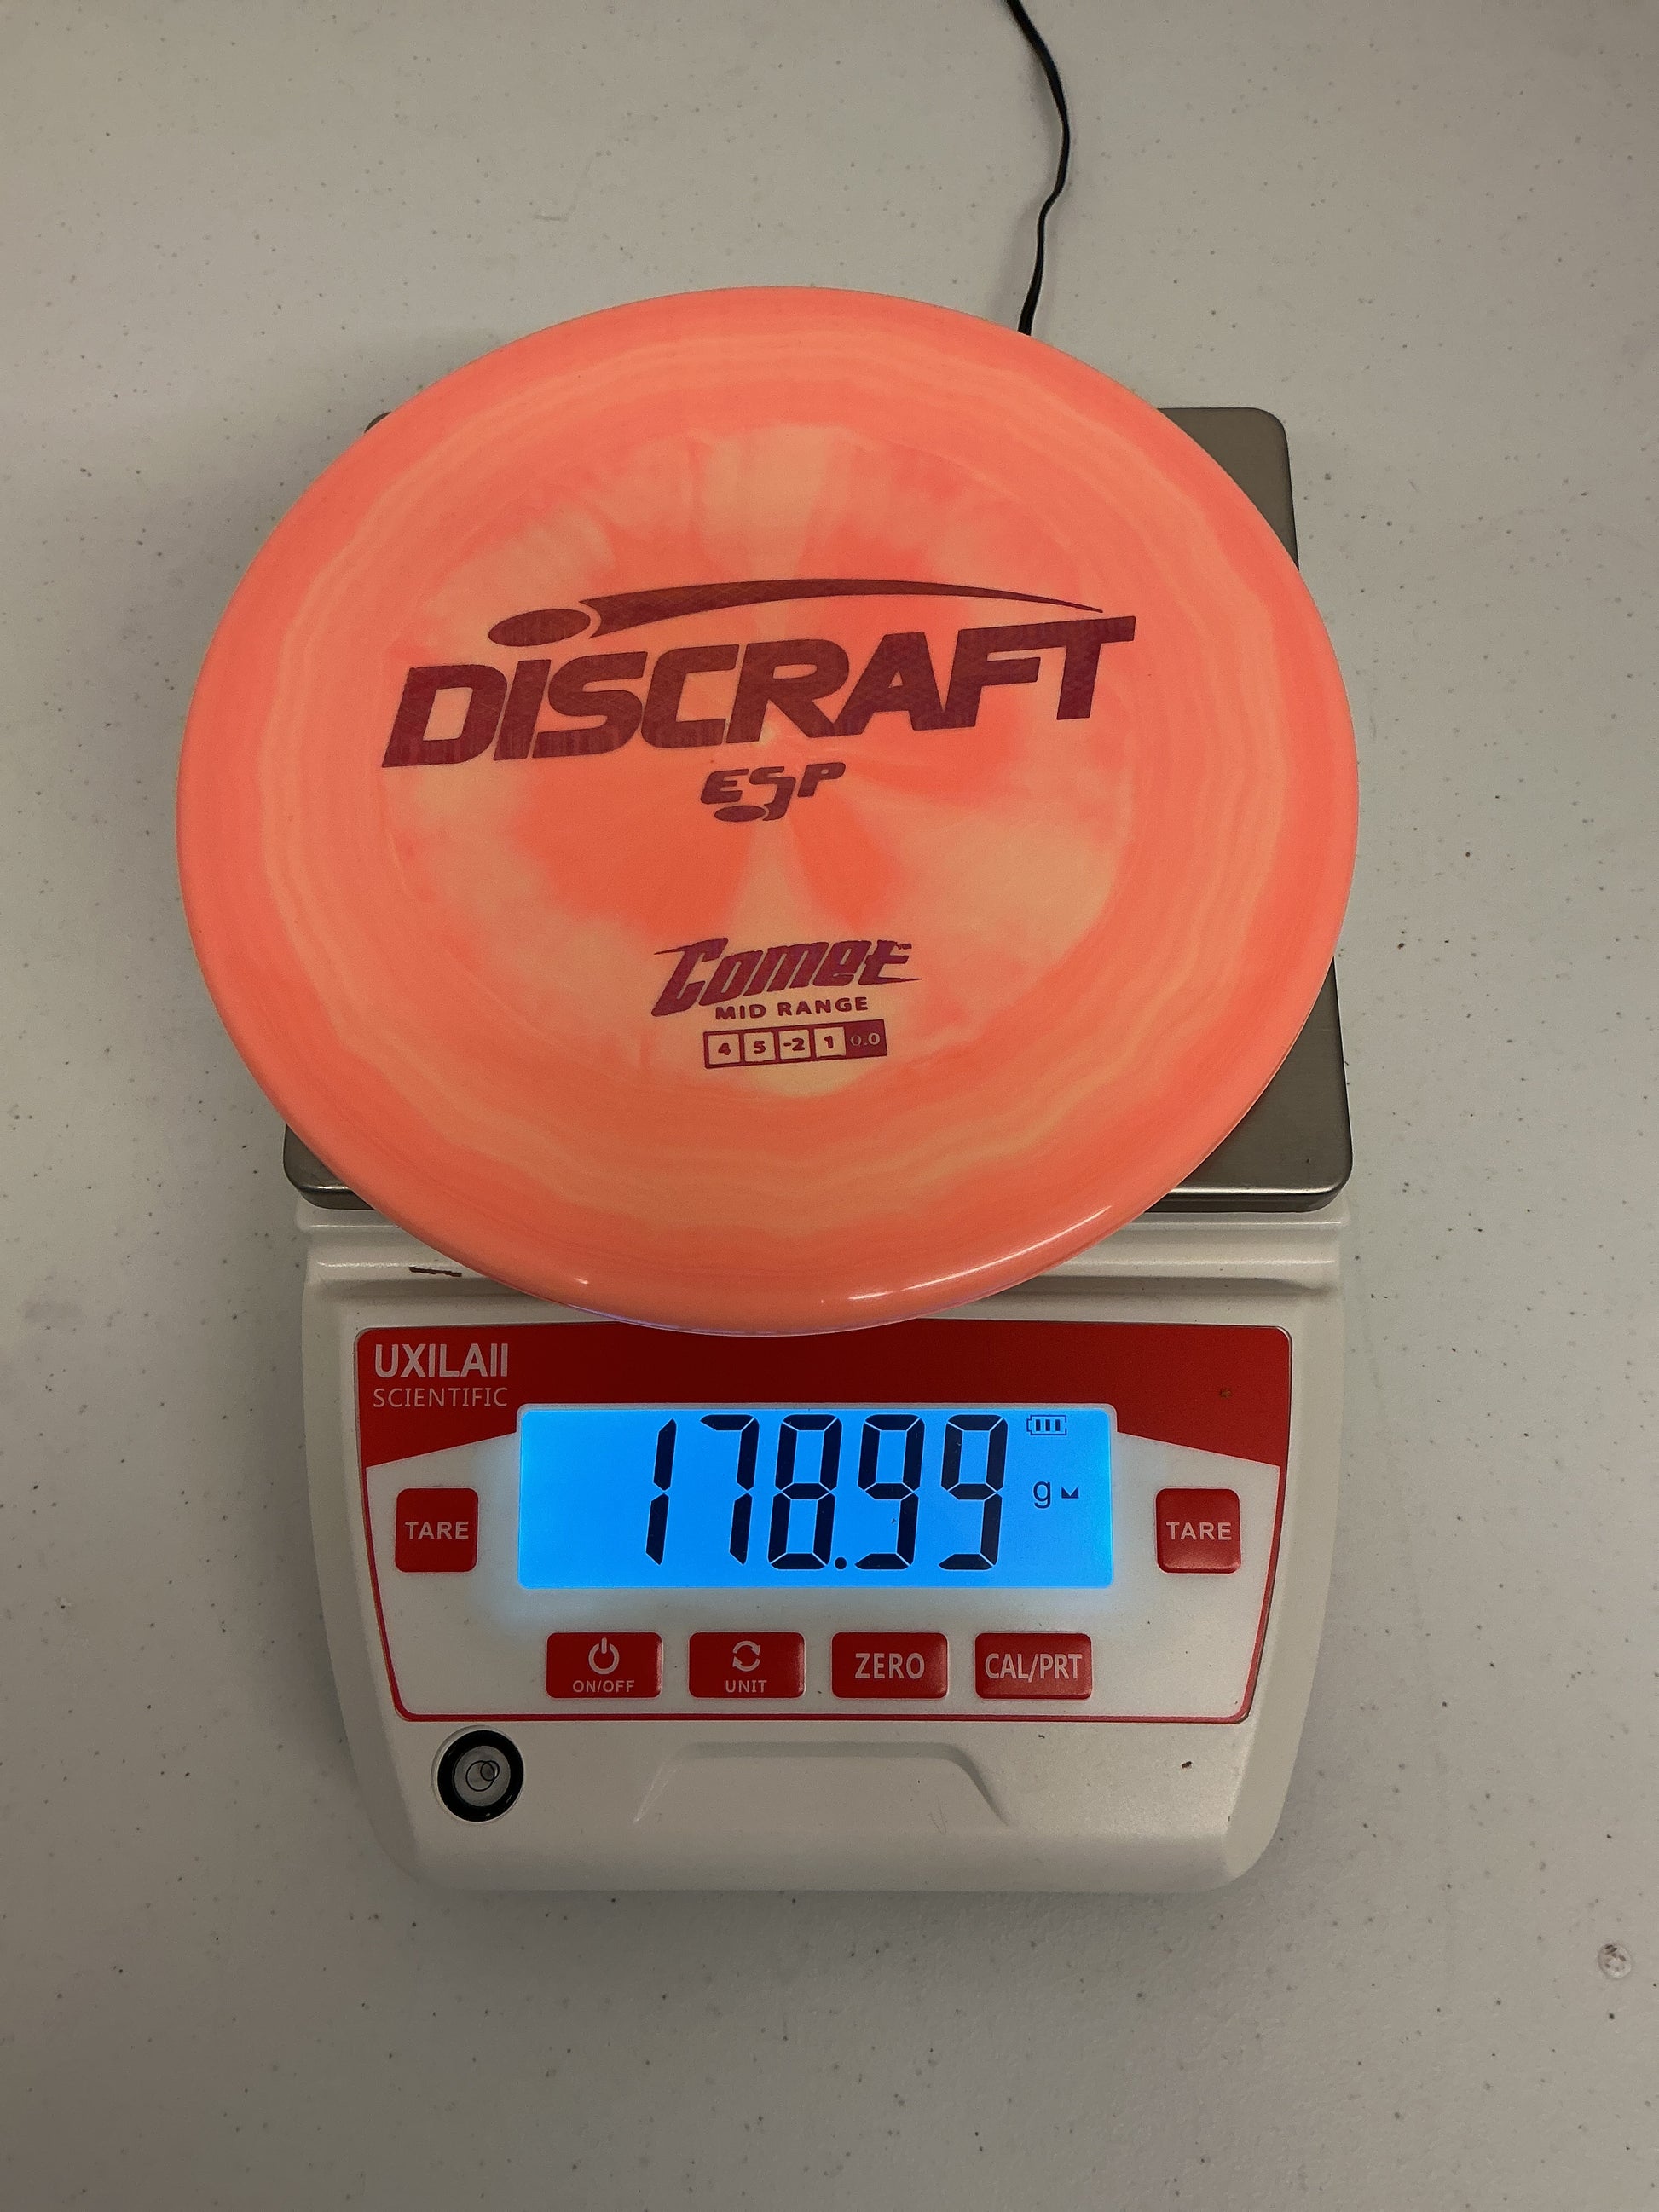 DISCRAFT
ESP
Comet
MID RANGE
4 5 -2 1 0.0
UXILAII
SCIENTIFIC
178.99 g
TARE TARE
ON/OFF UNIT ZERO CAL/PRT